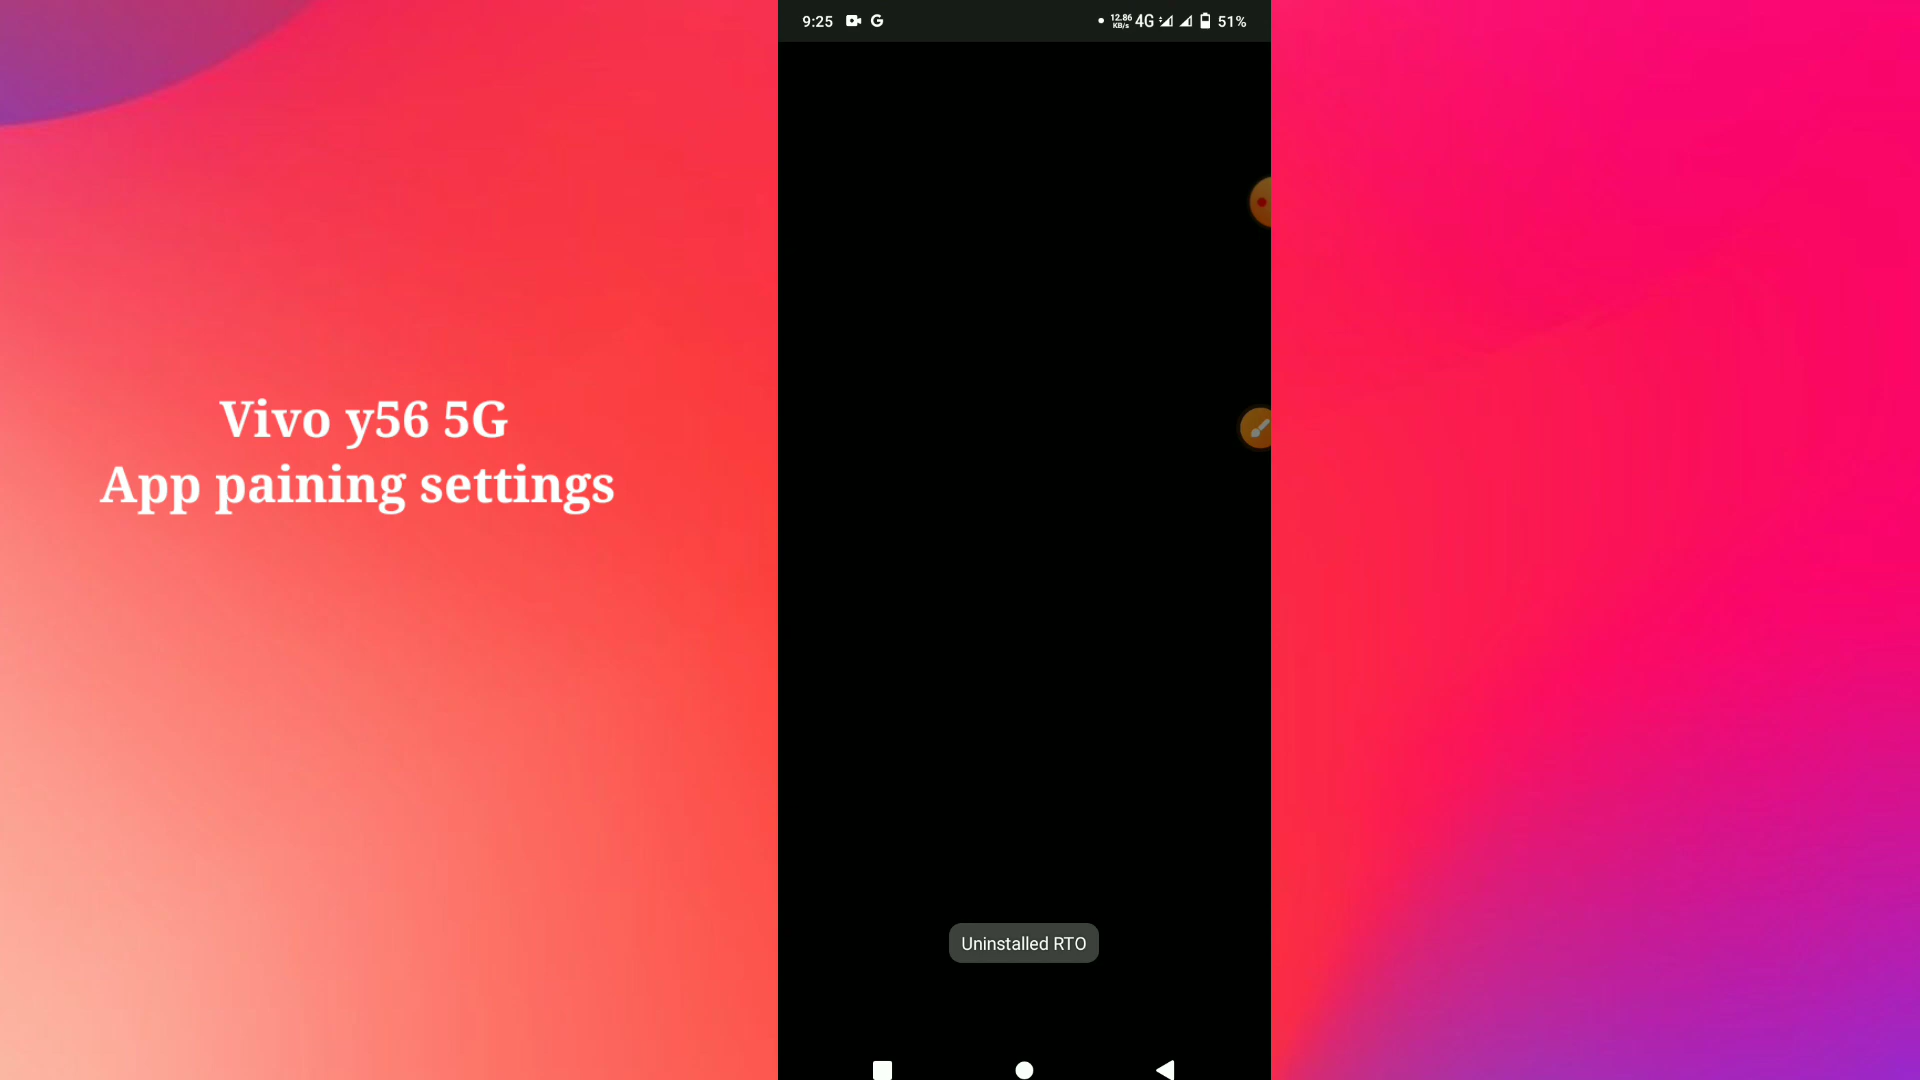 9:25 G 12.86 KB/s 4G 51%
Vivo y56 5G
App paining settings
Uninstalled RTO